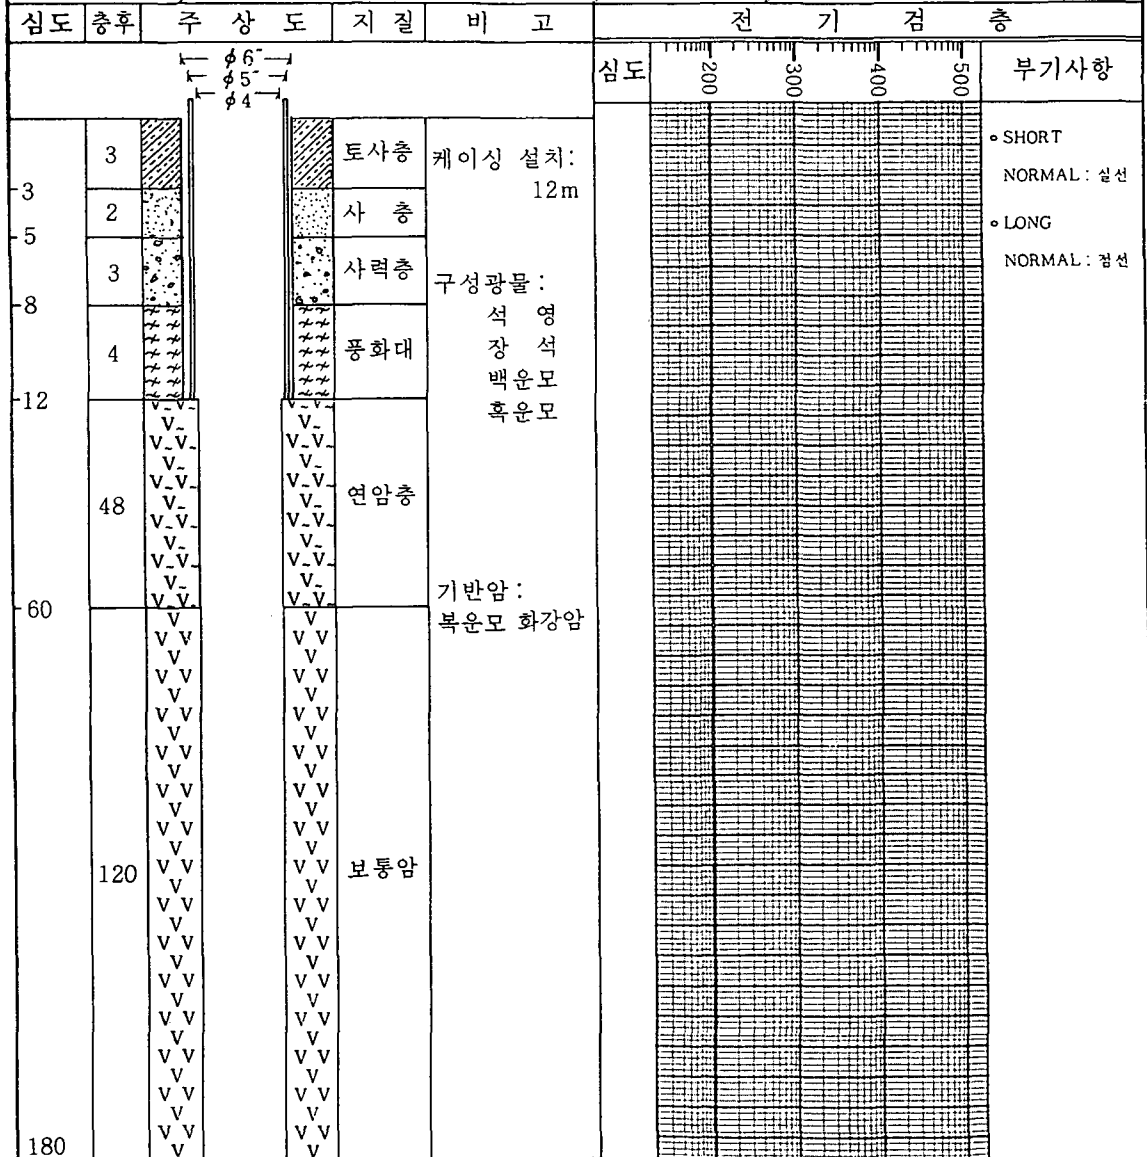 심도 층후 주 상 도 지 질 비 고 전 기 검 층
심도 200 300 400 500 부기사항
φ6"
φ5"
φ4
3 토사층 케이싱 설치:
12m
3
2 사 층
5
3 사력층
8
구성광물:
석 영
장 석
백운모
흑운모
4 풍화대
12
48 연암층
60
기반암:
복운모 화강암
120 보통암
180
∘ SHORT
NORMAL: 실선
∘ LONG
NORMAL: 점선